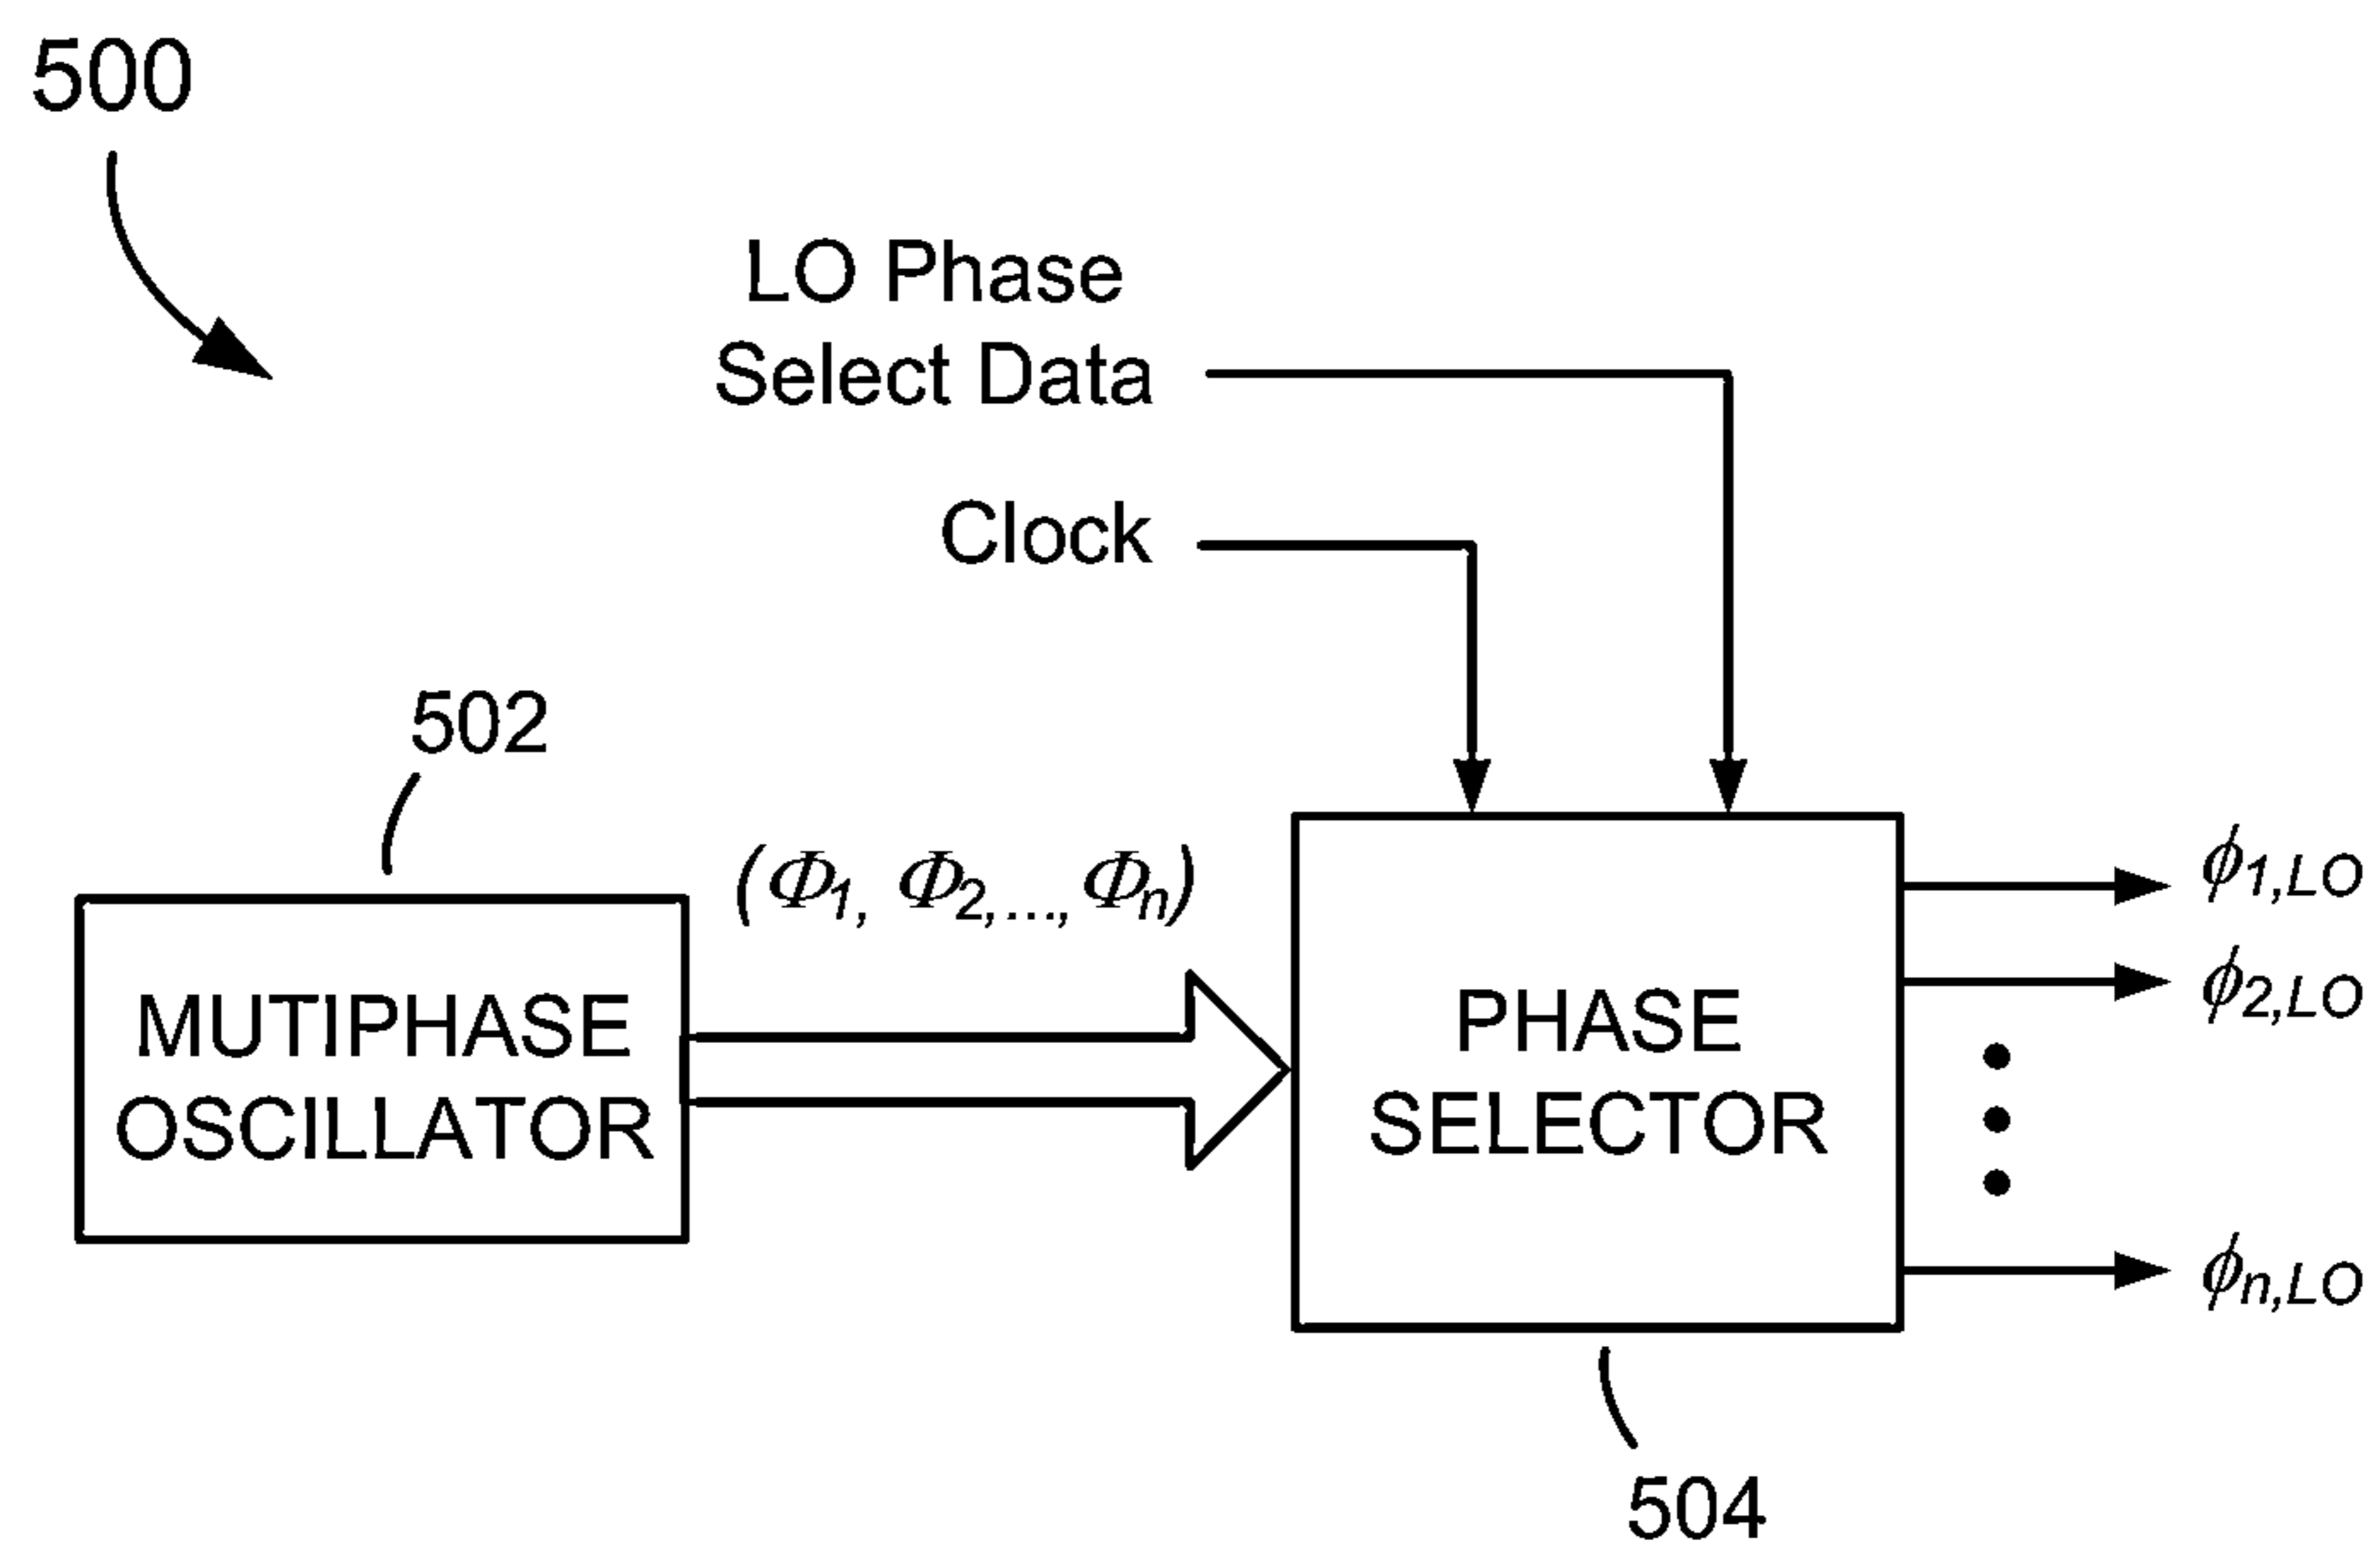 500
LO Phase
Select Data
Clock
502
(Φ1, Φ2,..., Φn)
MUTIPHASE
OSCILLATOR
PHASE
SELECTOR
ϕ1,LO
ϕ2,LO
ϕn,LO
504